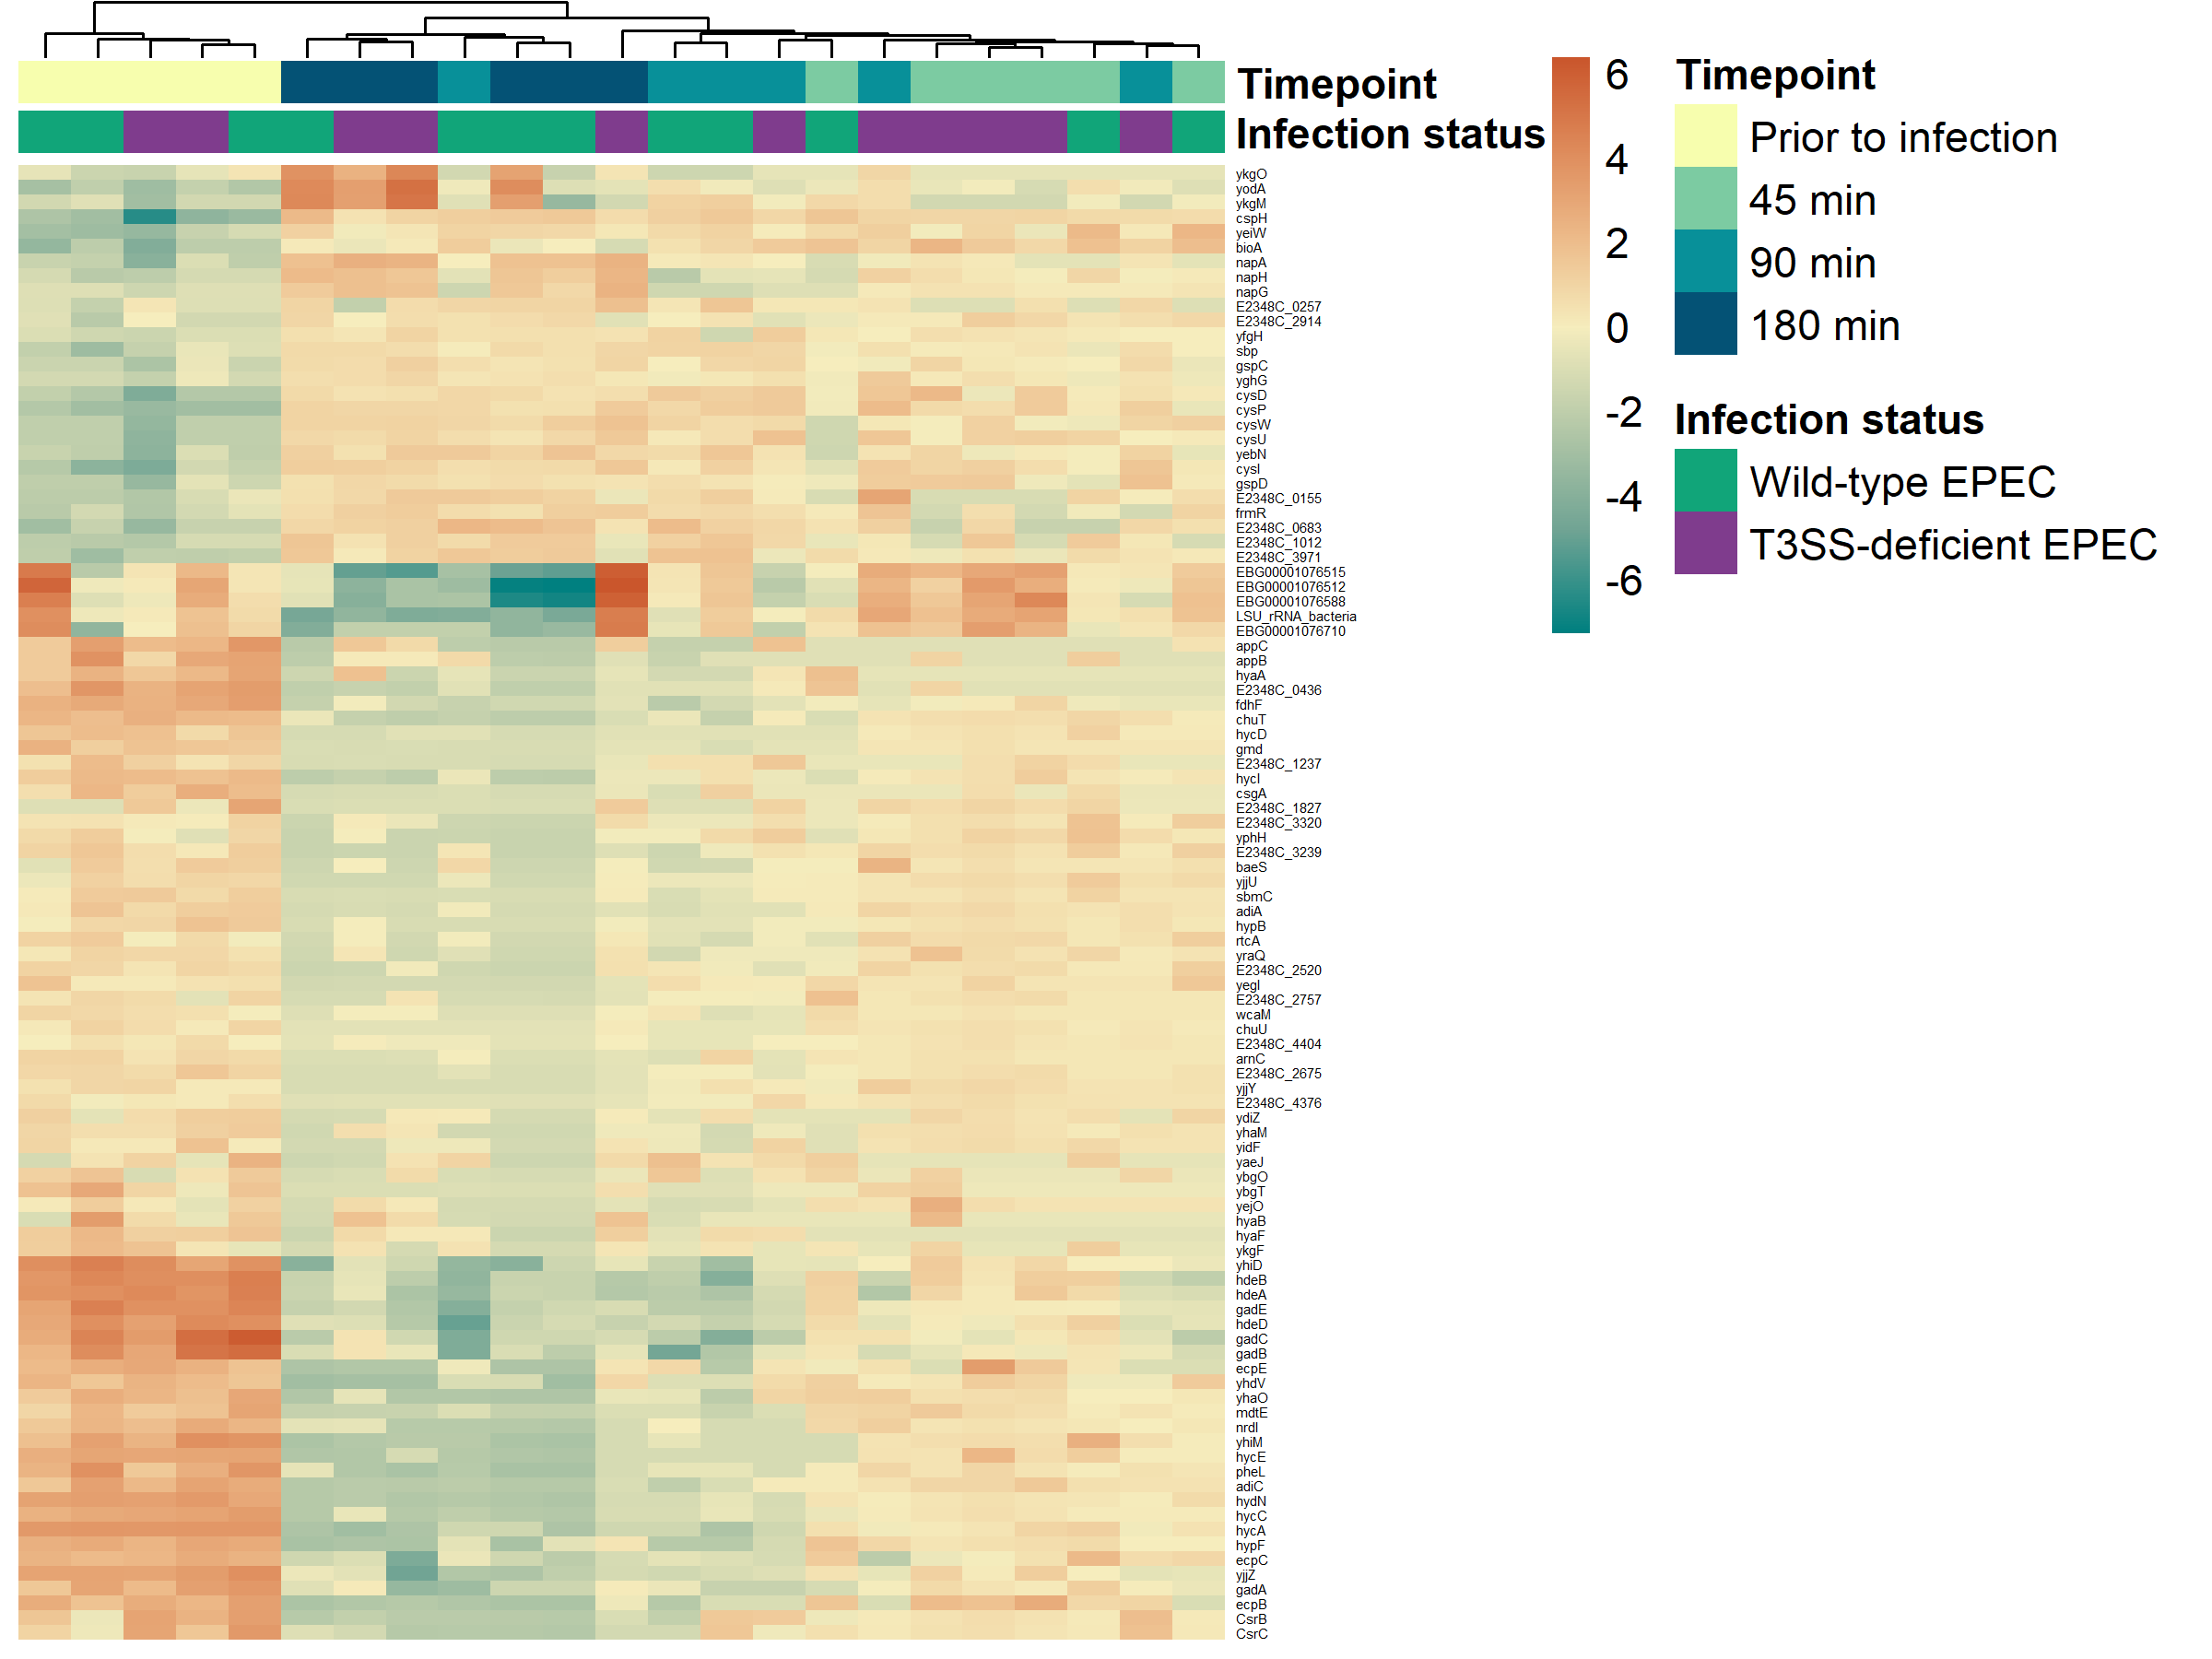 Timepoint
Infection status
ykgO
yodA
ykgM
cspH
yeiW
bioA
napA
napH
napG
E2348C_0257
E2348C_2914
yfgH
sbp
gspC
yghG
cysD
cysP
cysW
cysU
yebN
cysI
gspD
E2348C_0155
frmR
E2348C_0683
E2348C_1012
E2348C_3971
EBG00001076515
EBG00001076512
EBG00001076588
LSU_rRNA_bacteria
EBG00001076710
appC
appB
hyaA
E2348C_0436
fdhF
chuT
hycD
gmd
E2348C_1237
hycI
csgA
E2348C_1827
E2348C_3320
yphH
E2348C_3239
baeS
yjjU
sbmC
adiA
hypB
rtcA
yraQ
E2348C_2520
yegI
E2348C_2757
wcaM
chuU
E2348C_4404
arnC
E2348C_2675
yjjY
E2348C_4376
ydiZ
yhaM
yidF
yaeJ
ybgO
ybgT
yejO
hyaB
hyaF
ykgF
yhiD
hdeB
hdeA
gadE
hdeD
gadC
gadB
ecpE
yhdV
yhaO
mdtE
nrdI
yhiM
hycE
pheL
adiC
hydN
hycC
hycA
hypF
ecpC
yjjZ
gadA
ecpB
CsrB
CsrC
6
4
2
0
-2
-4
-6
Timepoint
Prior to infection
45 min
90 min
180 min
Infection status
Wild-type EPEC
T3SS-deficient EPEC